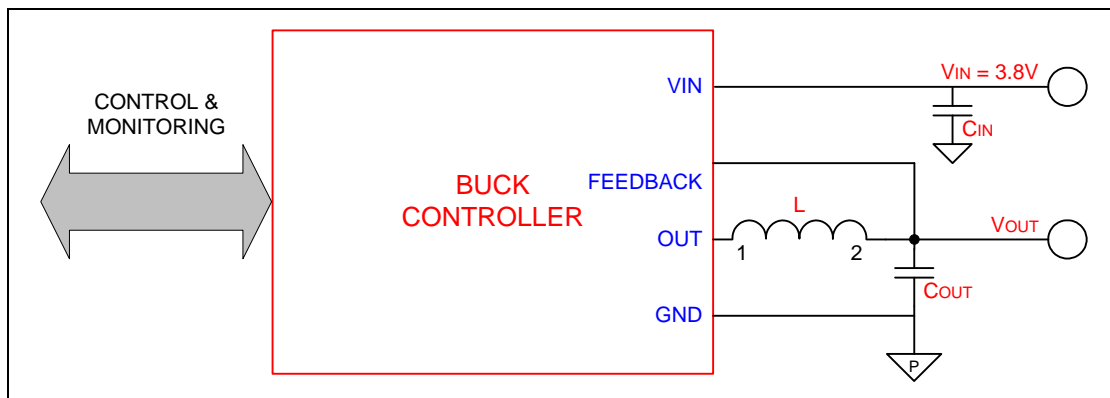 CONTROL &
MONITORING
BUCK
CONTROLLER
VIN
FEEDBACK
OUT
GND
VIN = 3.8V
CIN
L
1
2
VOUT
COUT
P